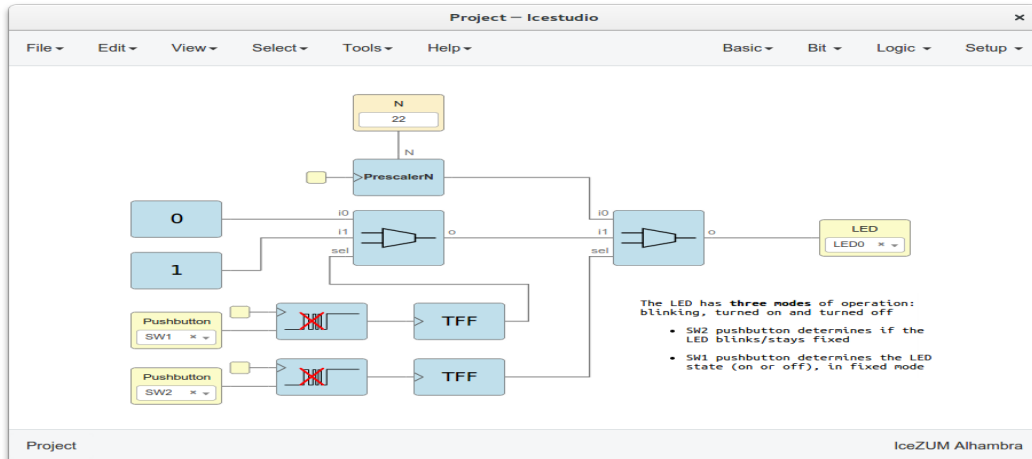 Project — Icestudio ×
File Edit View Select Tools Help Basic Bit Logic Setup
N
22
N
PrescalerN
0
i0
i1
sel
o
1
i0
i1
sel
o
LED
LED0 ×
Pushbutton
SW1 ×
TFF
Pushbutton
SW2 ×
TFF
The LED has three modes of operation:
blinking, turned on and turned off
• SW2 pushbutton determines if the
LED blinks/stays fixed
• SW1 pushbutton determines the LED
state (on or off), in fixed mode
Project IceZUM Alhambra